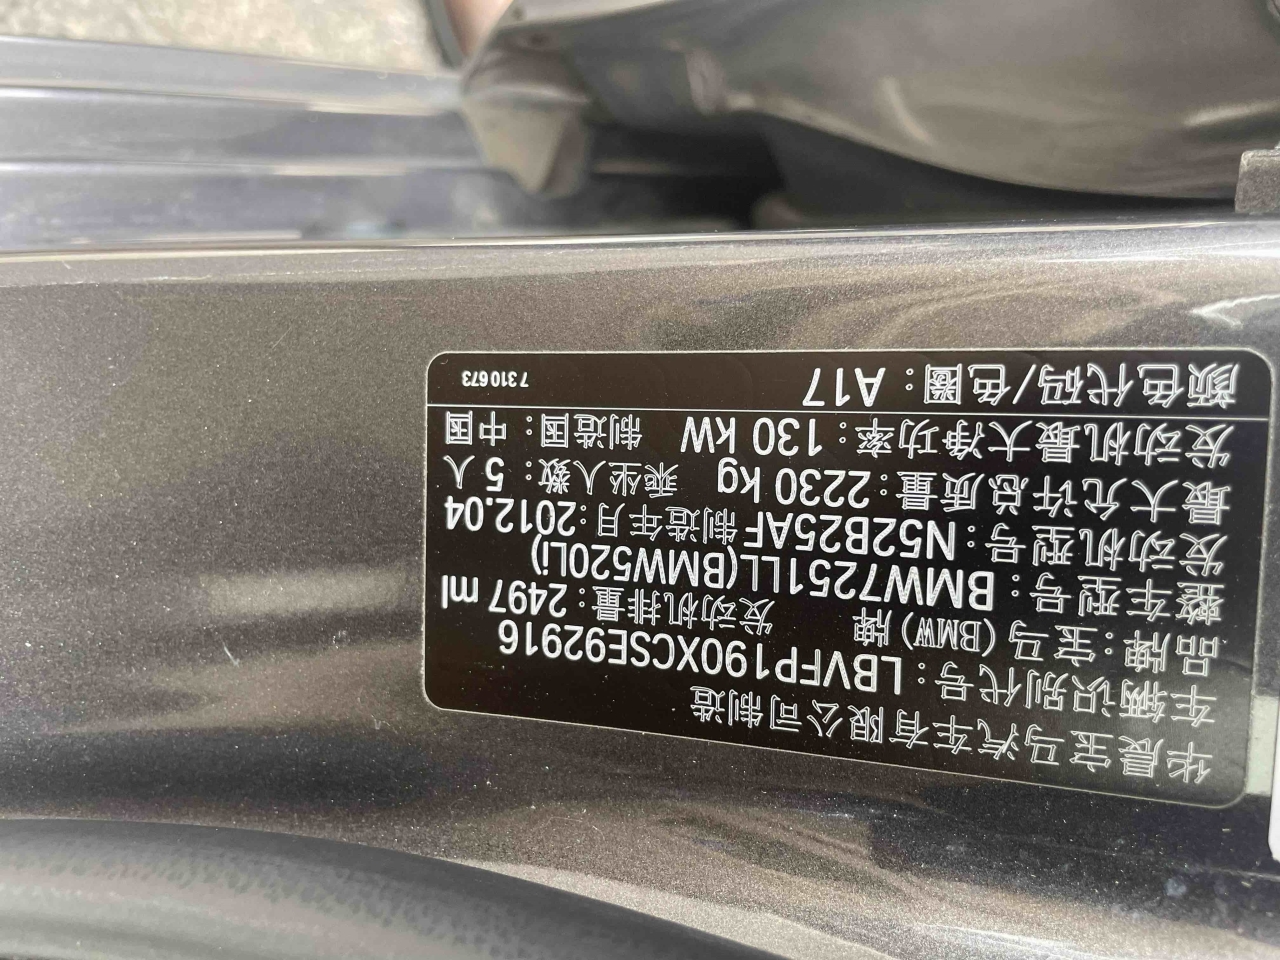 华晨宝马汽车有限公司制造
车辆识别代号：LBVFP190XCSE92916
品牌：宝马（BMW）牌 发动机排量：2497 ml
整车型号：BMW7251LL(BMW520Li)
发动机型号：N52B25AF 制造年月：2012.04
最大允许总质量：2230 kg 乘坐人数：5 人
发动机最大净功率：130 kW 制造国：中国
颜色代码/色圈：A17 7310673